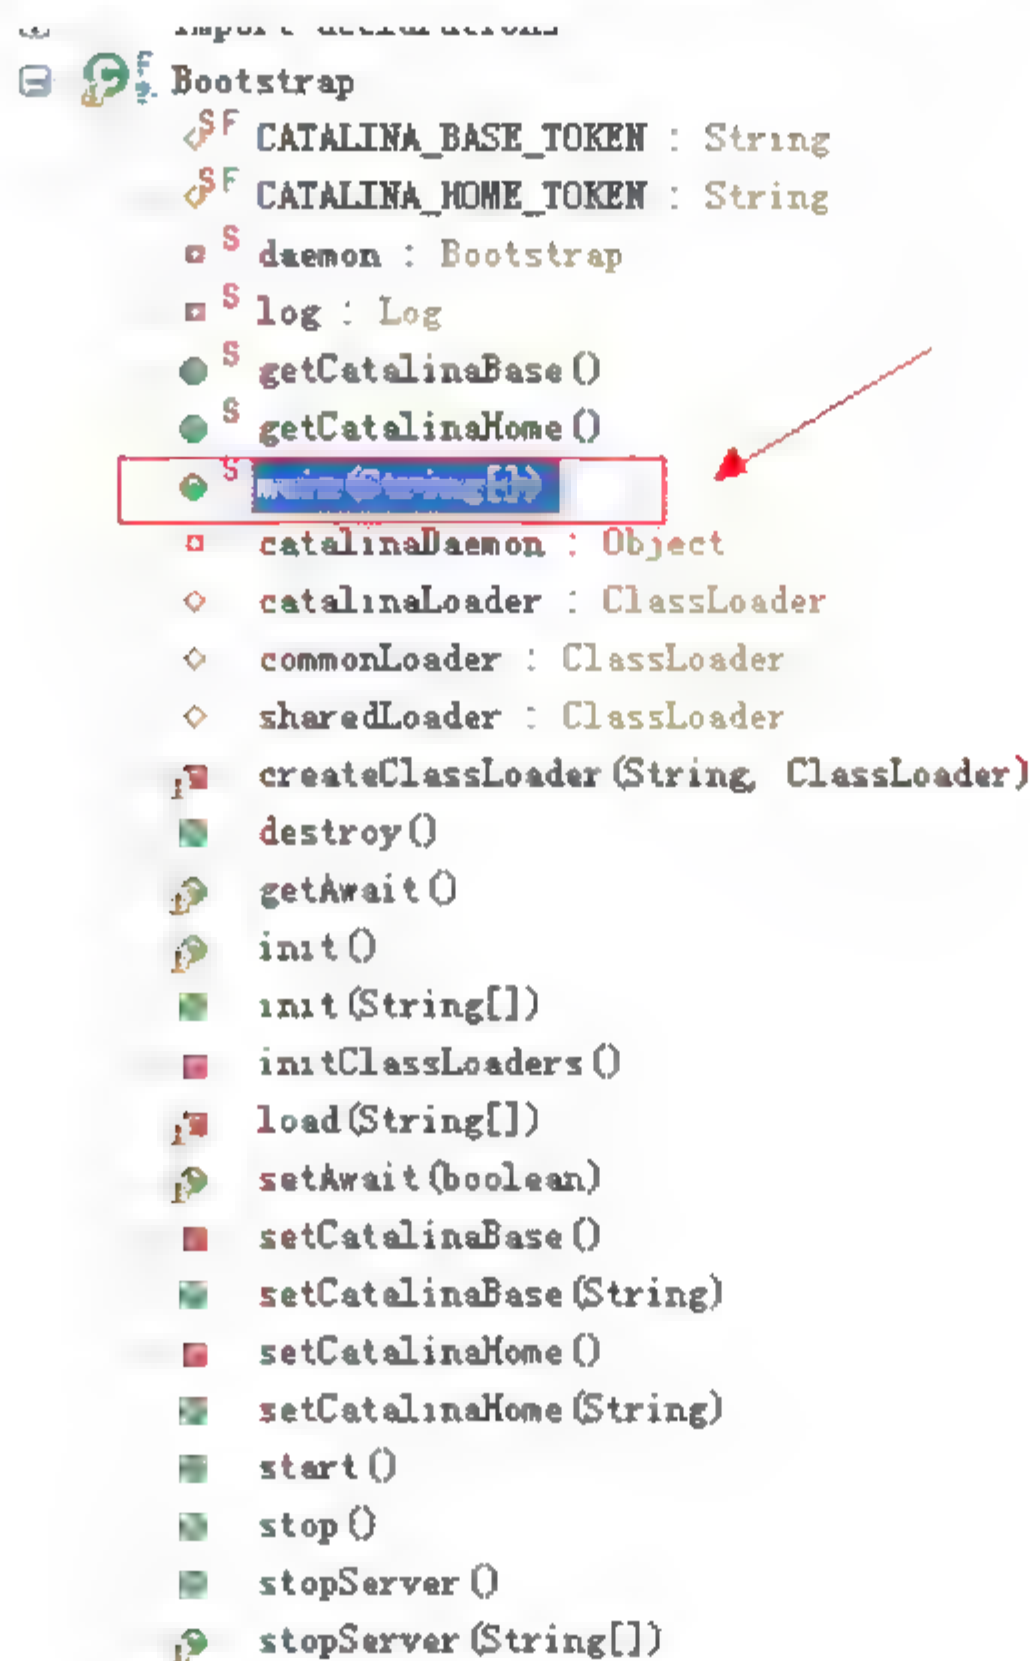 import declarations
Bootstrap
CATALINA_BASE_TOKEN : String
CATALINA_HOME_TOKEN : String
daemon : Bootstrap
log : Log
getCatalinaBase()
getCatalinaHome()
main(String[])
catalinaDaemon : Object
catalinaLoader : ClassLoader
commonLoader : ClassLoader
sharedLoader : ClassLoader
createClassLoader(String, ClassLoader)
destroy()
getAwait()
init()
init(String[])
initClassLoaders()
load(String[])
setAwait(boolean)
setCatalinaBase()
setCatalinaBase(String)
setCatalinaHome()
setCatalinaHome(String)
start()
stop()
stopServer()
stopServer(String[])